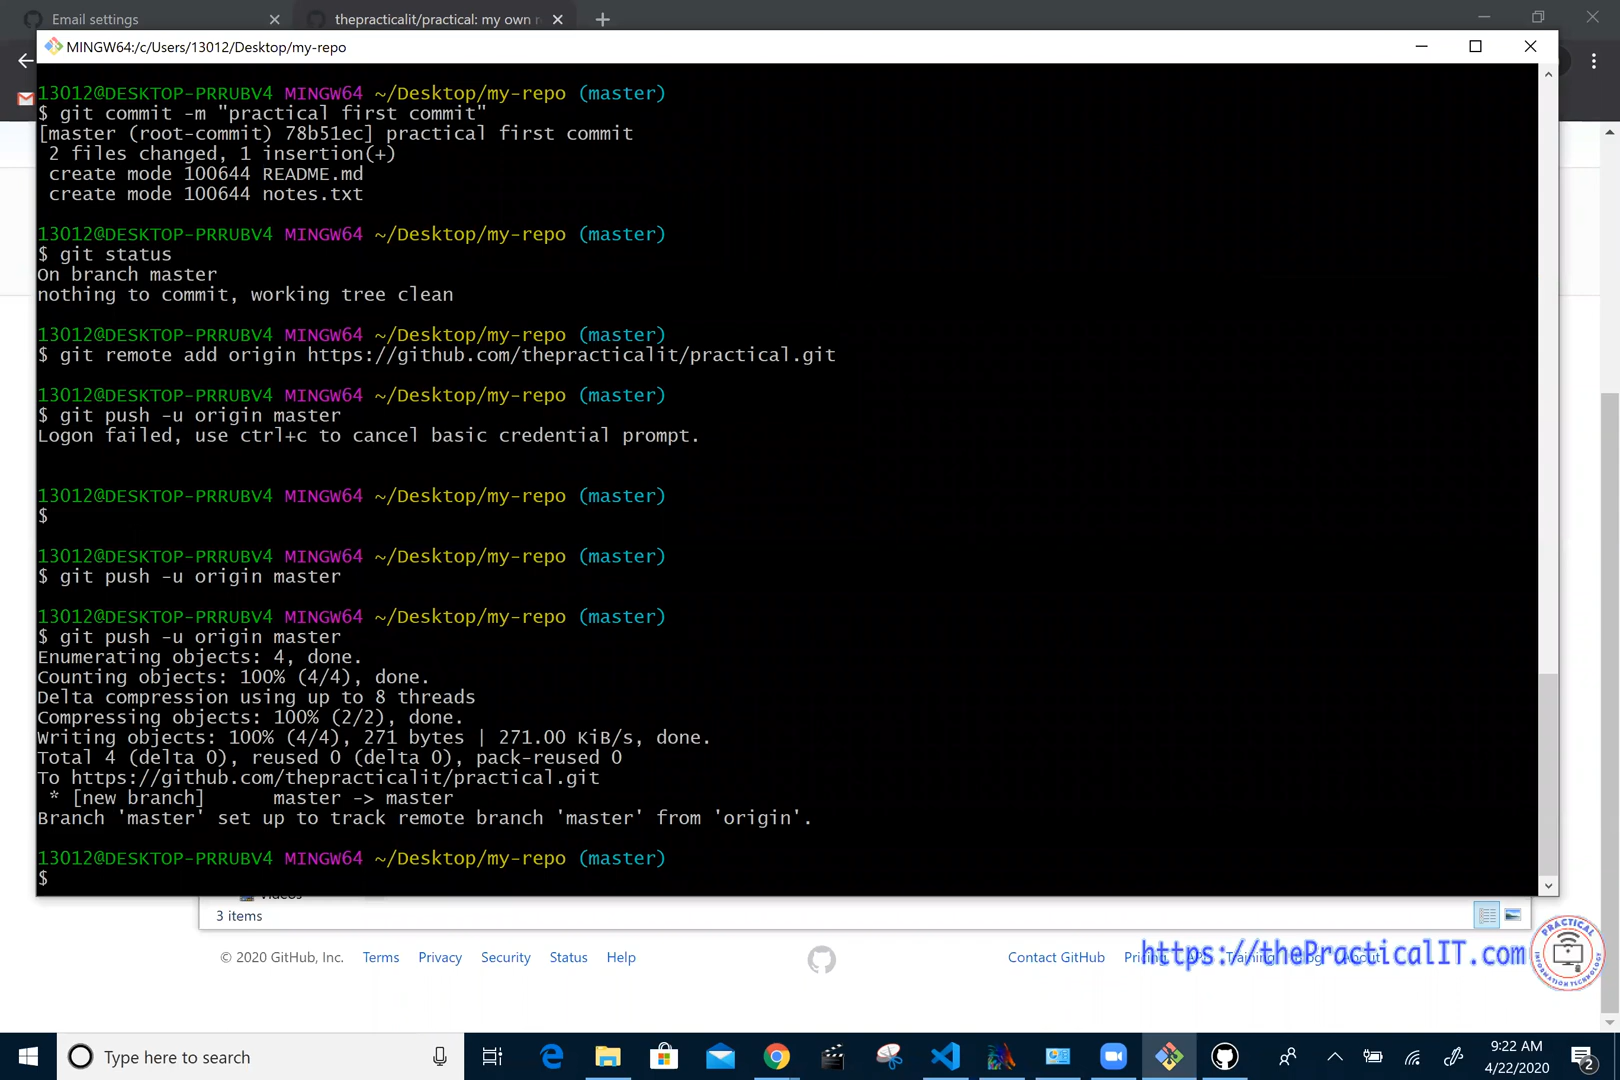 Email settings
thepracticalit/practical: my own r
MINGW64:/c/Users/13012/Desktop/my-repo
13012@DESKTOP-PRRUBV4 MINGW64 ~/Desktop/my-repo (master)
$ git commit -m "practical first commit"
[master (root-commit) 78b51ec] practical first commit
2 files changed, 1 insertion(+)
create mode 100644 README.md
create mode 100644 notes.txt
13012@DESKTOP-PRRUBV4 MINGW64 ~/Desktop/my-repo (master)
$ git status
On branch master
nothing to commit, working tree clean
13012@DESKTOP-PRRUBV4 MINGW64 ~/Desktop/my-repo (master)
$ git remote add origin https://github.com/thepracticalit/practical.git
13012@DESKTOP-PRRUBV4 MINGW64 ~/Desktop/my-repo (master)
$ git push -u origin master
Logon failed, use ctrl+c to cancel basic credential prompt.
13012@DESKTOP-PRRUBV4 MINGW64 ~/Desktop/my-repo (master)
$
13012@DESKTOP-PRRUBV4 MINGW64 ~/Desktop/my-repo (master)
$ git push -u origin master
13012@DESKTOP-PRRUBV4 MINGW64 ~/Desktop/my-repo (master)
$ git push -u origin master
Enumerating objects: 4, done.
Counting objects: 100% (4/4), done.
Delta compression using up to 8 threads
Compressing objects: 100% (2/2), done.
Writing objects: 100% (4/4), 271 bytes | 271.00 KiB/s, done.
Total 4 (delta 0), reused 0 (delta 0), pack-reused 0
To https://github.com/thepracticalit/practical.git
* [new branch] master -> master
Branch 'master' set up to track remote branch 'master' from 'origin'.
13012@DESKTOP-PRRUBV4 MINGW64 ~/Desktop/my-repo (master)
$
3 items
© 2020 GitHub, Inc. Terms Privacy Security Status Help
Contact GitHub
https://thePracticalIT.com
PRACTICAL
INFORMATION TECHNOLOGY
Type here to search
9:22 AM
4/22/2020
2